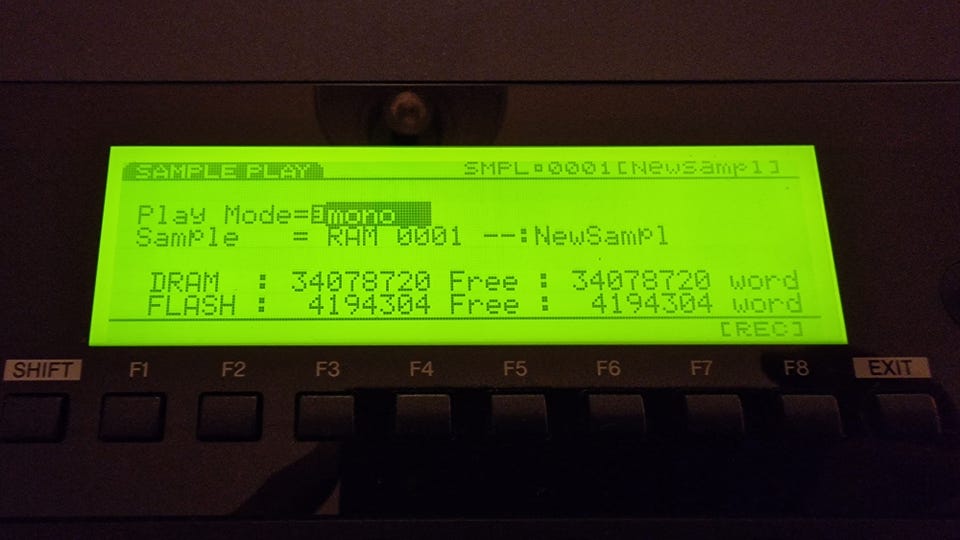 SAMPLE PLAY SMPL:0001[NewSampl]
Play Mode=mono
Sample = RAM 0001 --:NewSampl
DRAM : 34078720 Free : 34078720 word
FLASH : 4194304 Free : 4194304 word
[REC]
SHIFT F1 F2 F3 F4 F5 F6 F7 F8 EXIT